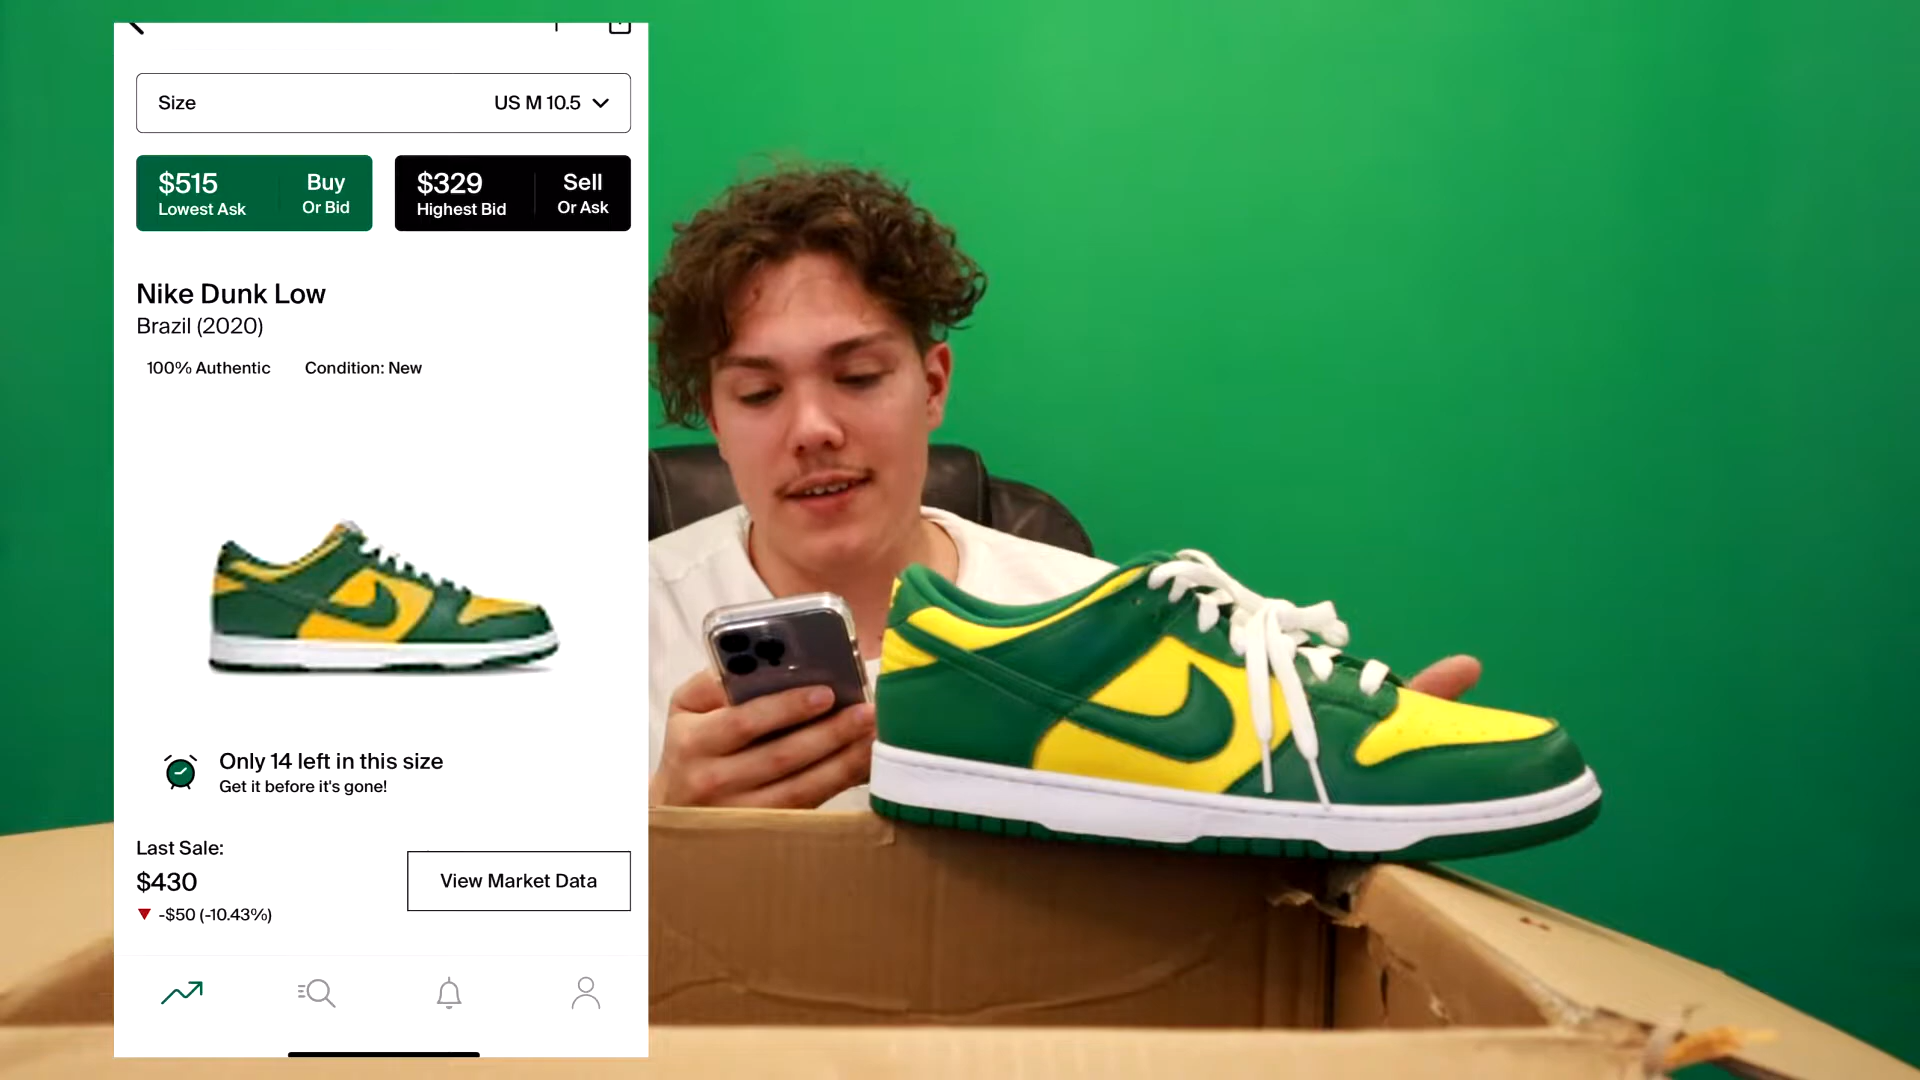 Size US M 10.5
$515 Buy
Lowest Ask Or Bid
$329 Sell
Highest Bid Or Ask
Nike Dunk Low
Brazil (2020)
100% Authentic Condition: New
Only 14 left in this size
Get it before it's gone!
Last Sale:
$430
-$50 (-10.43%)
View Market Data